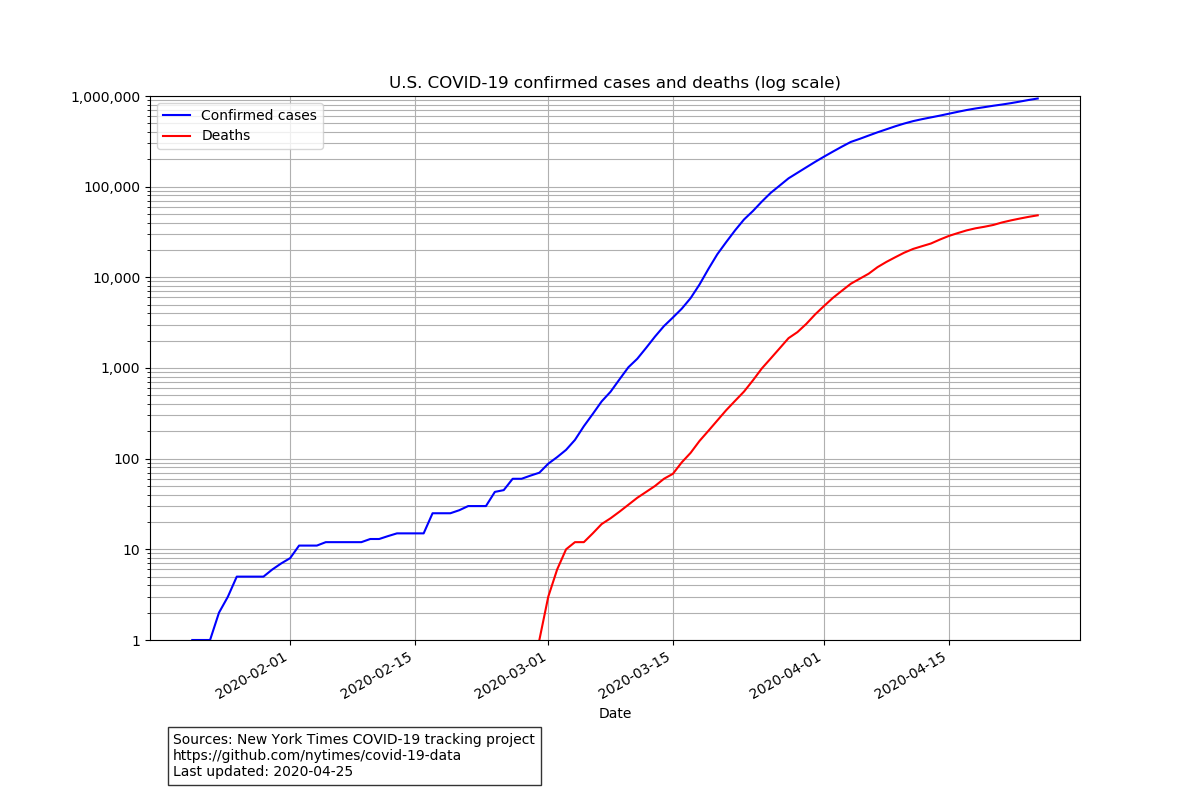 U.S. COVID-19 confirmed cases and deaths (log scale)
1,000,000
Confirmed cases
Deaths
100,000
10,000
1,000
100
10
1
2020-02-01
2020-02-15
2020-03-01
2020-03-15
2020-04-01
2020-04-15
Date
Sources: New York Times COVID-19 tracking project
https://github.com/nytimes/covid-19-data
Last updated: 2020-04-25